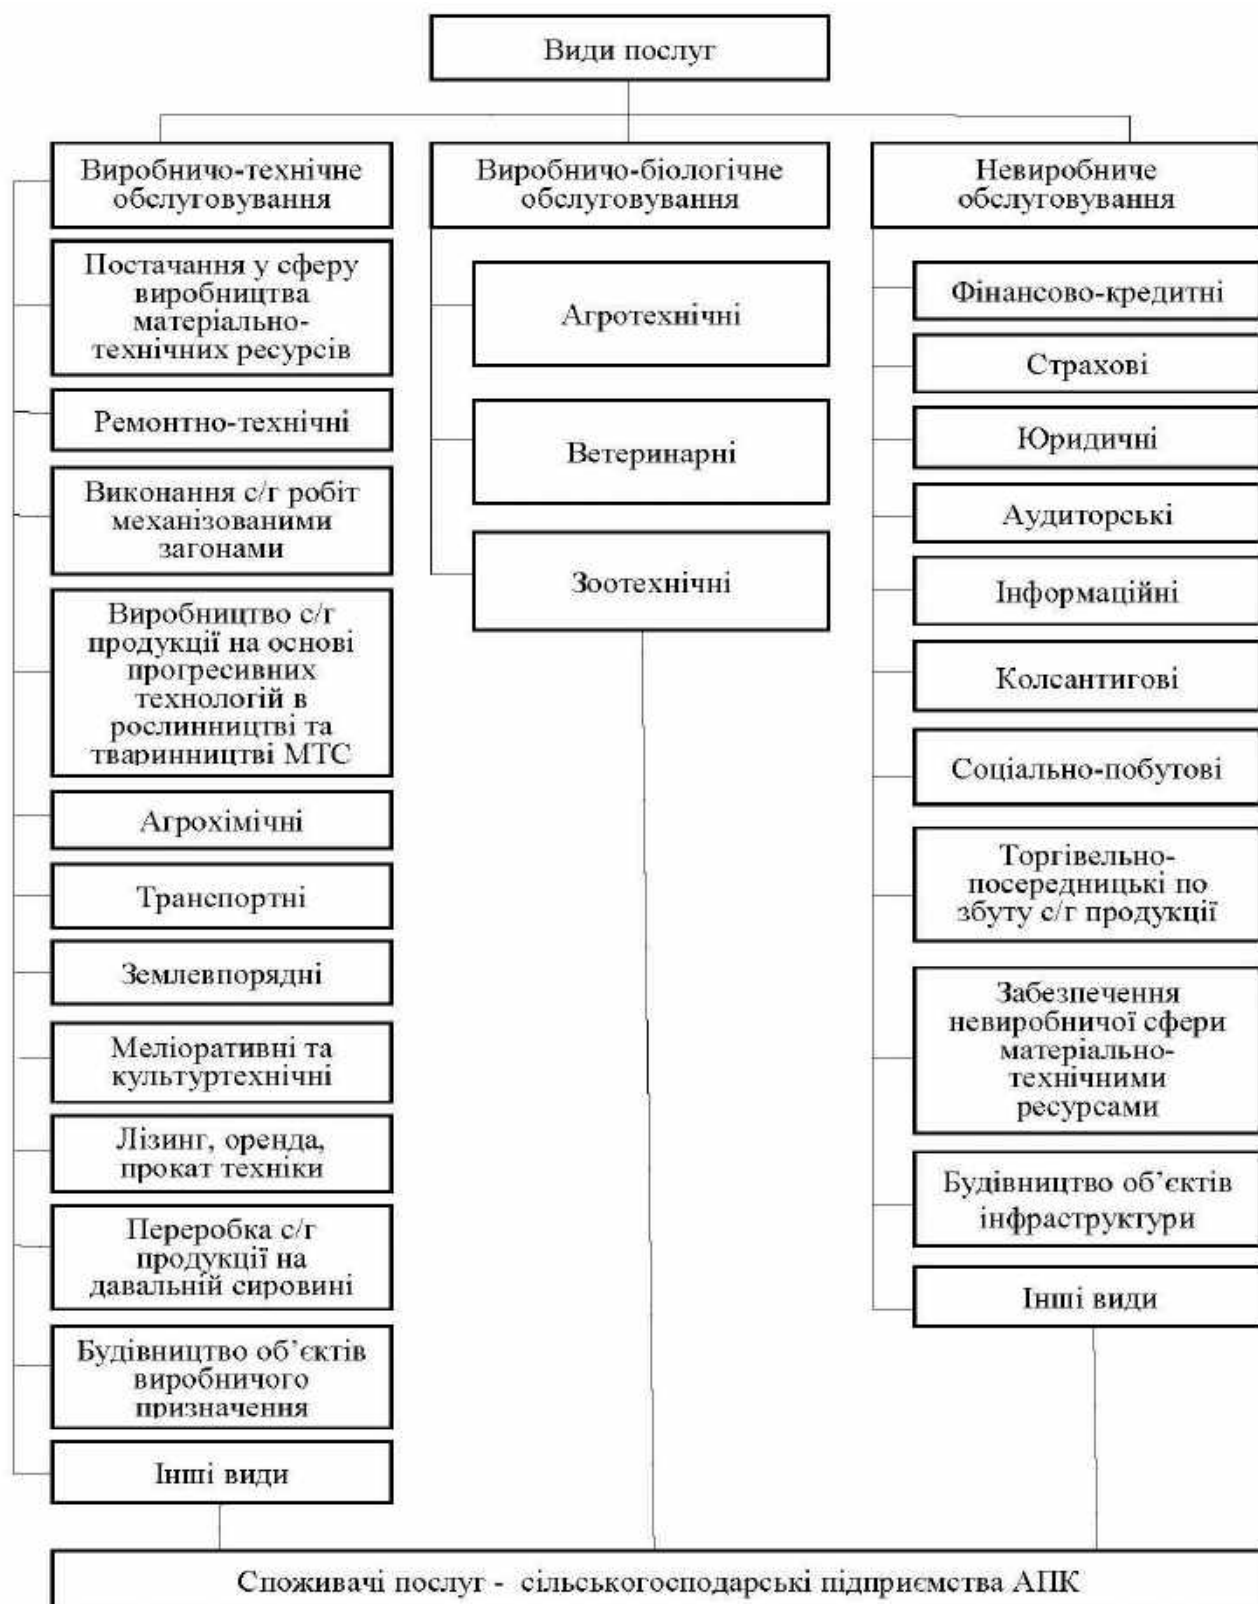 Види послуг
Виробничо-технічне
обслуговування
Постачання у сферу
виробництва
матеріально-
технічних ресурсів
Ремонтно-технічні
Виконання с/г робіт
механізованими
загонами
Виробництво с/г
продукції на основі
прогресивних
технологій в
рослинництві та
тваринництві МТС
Агрохімічні
Транспортні
Землевпорядні
Меліоративні та
культуртехнічні
Лізинг, оренда,
прокат техніки
Переробка с/г
продукції на
давальній сировині
Будівництво об’єктів
виробничого
призначення
Інші види
Виробничо-біологічне
обслуговування
Агротехнічні
Ветеринарні
Зоотехнічні
Невиробниче
обслуговування
Фінансово-кредитні
Страхові
Юридичні
Аудиторські
Інформаційні
Колсантигові
Соціально-побутові
Торгівельно-
посередницькі по
збуту с/г продукції
Забезпечення
невиробничої сфери
матеріально-
технічними
ресурсами
Будівництво об’єктів
інфраструктури
Інші види
Споживачі послуг - сільськогосподарські підприємства АПК